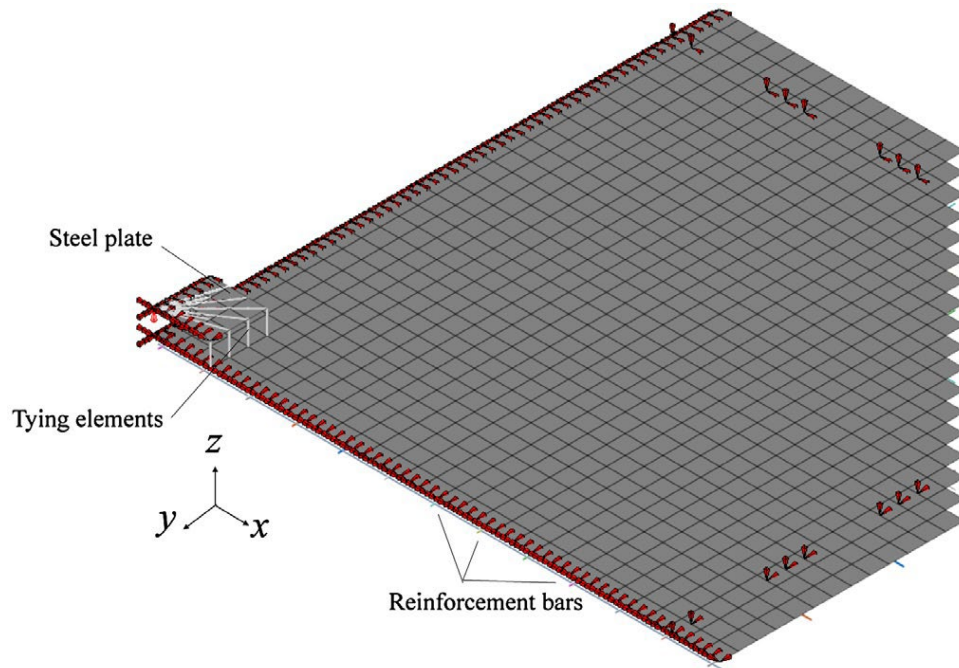 Steel plate
Tying elements
z
y
x
Reinforcement bars